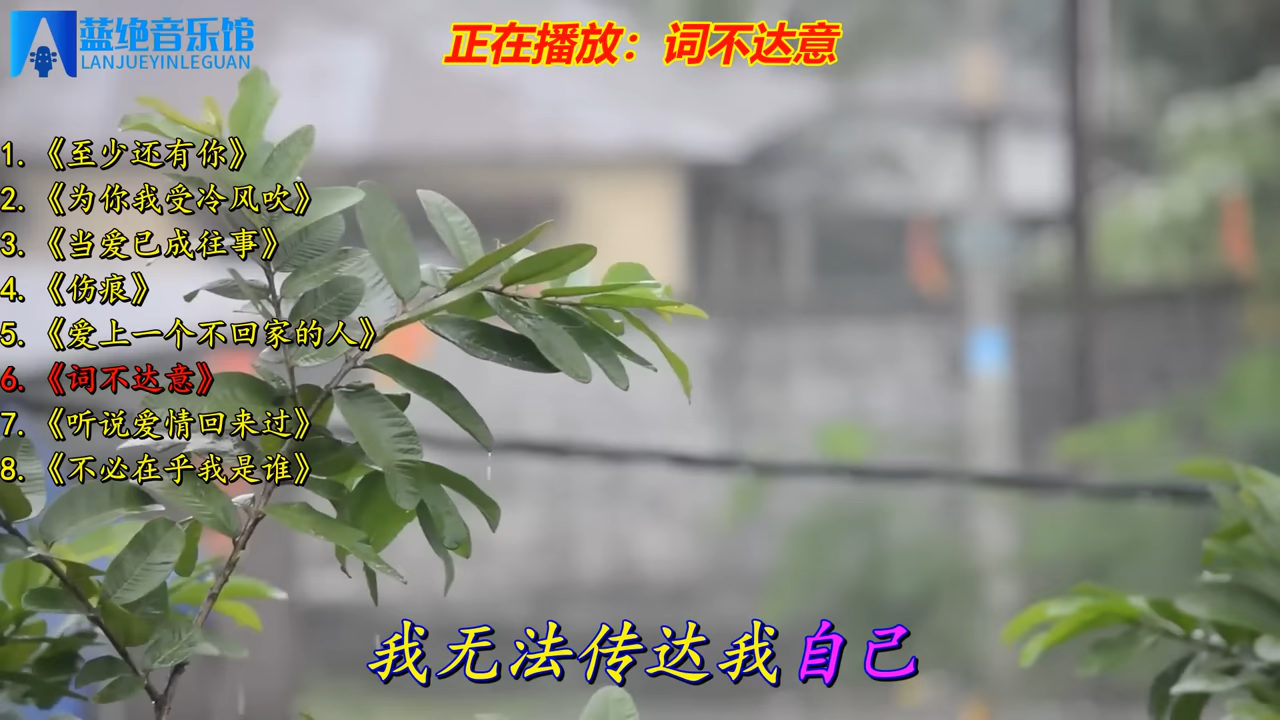 蓝绝音乐馆
LANJUEYINLEGUAN
正在播放：词不达意
1.《至少还有你》
2.《为你我受冷风吹》
3.《当爱已成往事》
4.《伤痕》
5.《爱上一个不回家的人》
6.《词不达意》
7.《听说爱情回来过》
8.《不必在乎我是谁》
我无法传达我自己